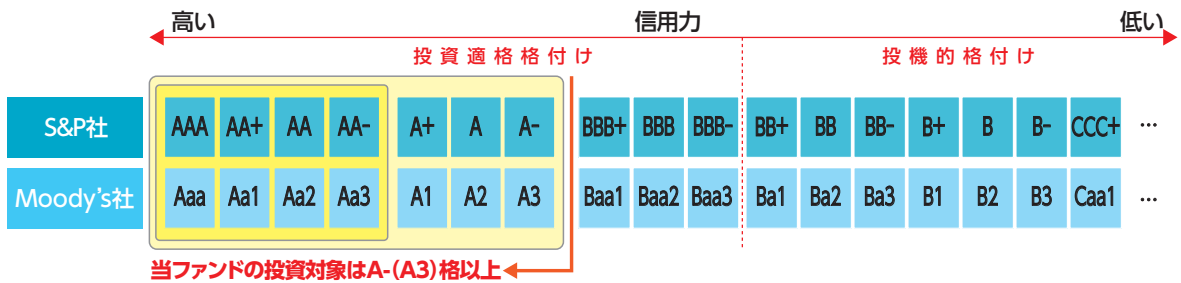 高い 信用力 低い
投資適格格付け 投機的格付け
S&P社 AAA AA+ AA AA- A+ A A- BBB+ BBB BBB- BB+ BB BB- B+ B B- CCC+ …
Moody's社 Aaa Aa1 Aa2 Aa3 A1 A2 A3 Baa1 Baa2 Baa3 Ba1 Ba2 Ba3 B1 B2 B3 Caa1 …
当ファンドの投資対象はA-(A3)格以上